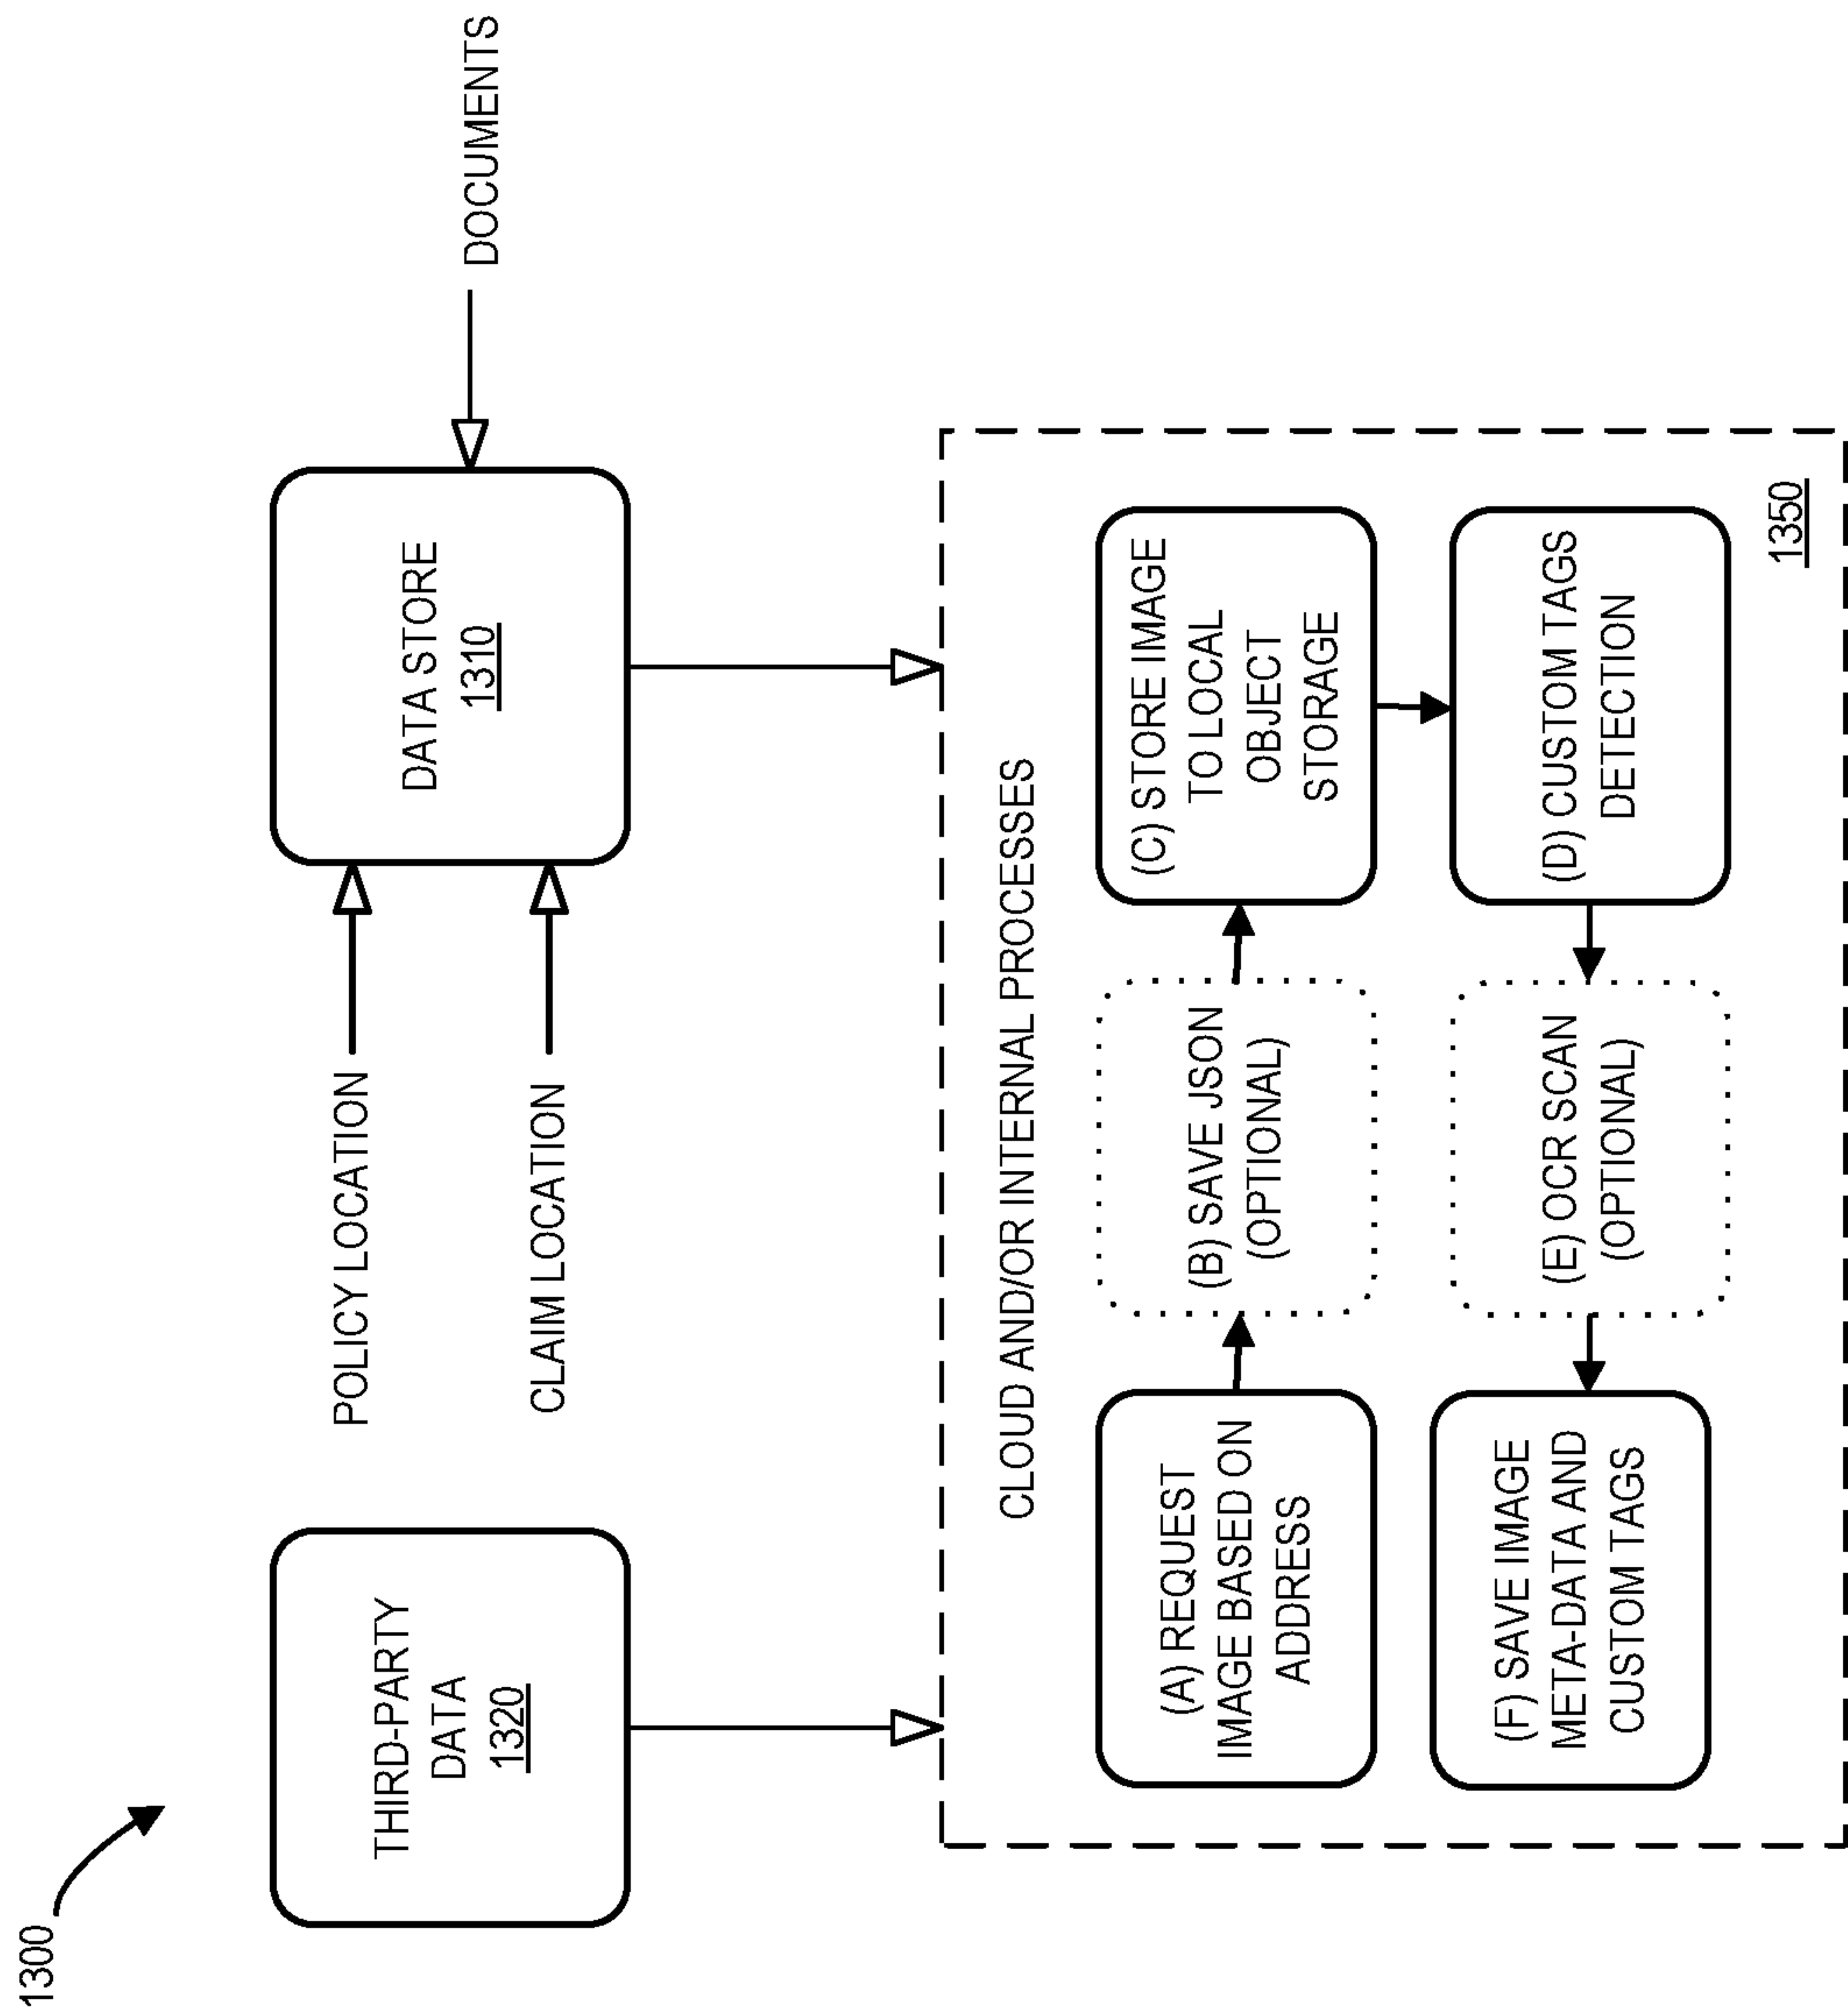 1300
THIRD-PARTY
DATA
1320
POLICY LOCATION
CLAIM LOCATION
DATA STORE
1310
DOCUMENTS
CLOUD AND/OR INTERNAL PROCESSES
(A) REQUEST
IMAGE BASED ON
ADDRESS
(B) SAVE JSON
(OPTIONAL)
(C) STORE IMAGE
TO LOCAL
OBJECT
STORAGE
(D) CUSTOM TAGS
DETECTION
(E) OCR SCAN
(OPTIONAL)
(F) SAVE IMAGE
META-DATA AND
CUSTOM TAGS
1350